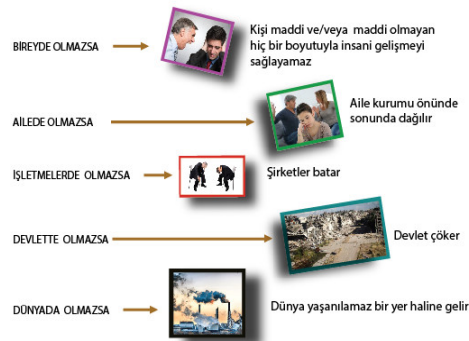 BİREYDE OLMAZSA
Kişi maddi ve/veya maddi olmayan
hiç bir boyutuyla insani gelişmeyi
sağlayamaz
AİLEDE OLMAZSA
Aile kurumu önünde
sonunda dağılır
İŞLETMELERDE OLMAZSA
Şirketler batar
DEVLETTE OLMAZSA
Devlet çöker
DÜNYADA OLMAZSA
Dünya yaşanılamaz bir yer haline gelir